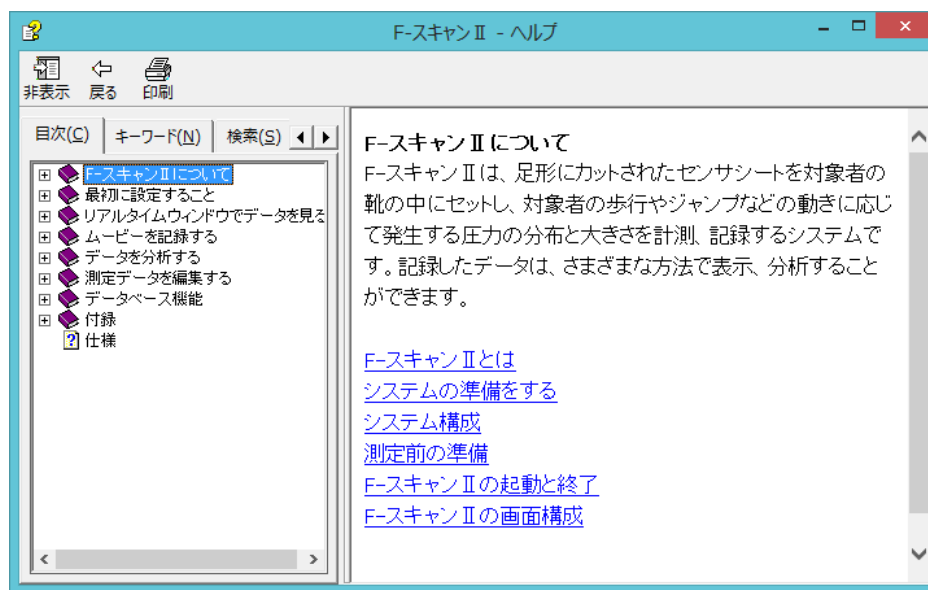 F-スキャンⅡ - ヘルプ
非表示 戻る 印刷
目次(C) キーワード(N) 検索(S)
F-スキャンⅡについて
最初に設定すること
リアルタイムウィンドウでデータを見る
ムービーを記録する
データを分析する
測定データを編集する
データベース機能
付録
仕様
F-スキャンⅡについて
F-スキャンⅡは、足形にカットされたセンサシートを対象者の
靴の中にセットし、対象者の歩行やジャンプなどの動きに応じ
て発生する圧力の分布と大きさを計測、記録するシステムで
す。記録したデータは、さまざまな方法で表示、分析すること
ができます。
F-スキャンⅡとは
システムの準備をする
システム構成
測定前の準備
F-スキャンⅡの起動と終了
F-スキャンⅡの画面構成